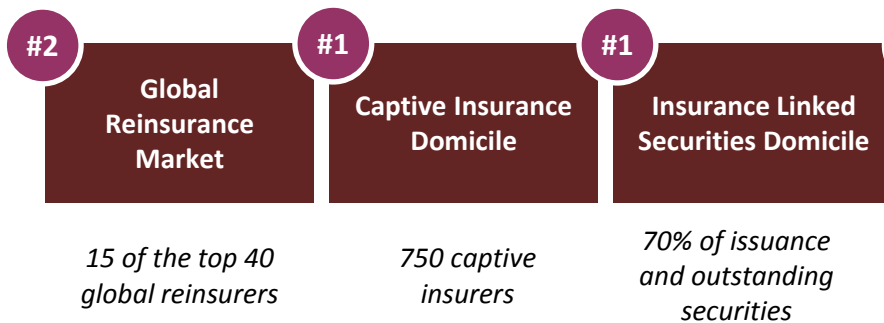 #2
Global
Reinsurance
Market
15 of the top 40
global reinsurers
#1
Captive Insurance
Domicile
750 captive
insurers
#1
Insurance Linked
Securities Domicile
70% of issuance
and outstanding
securities